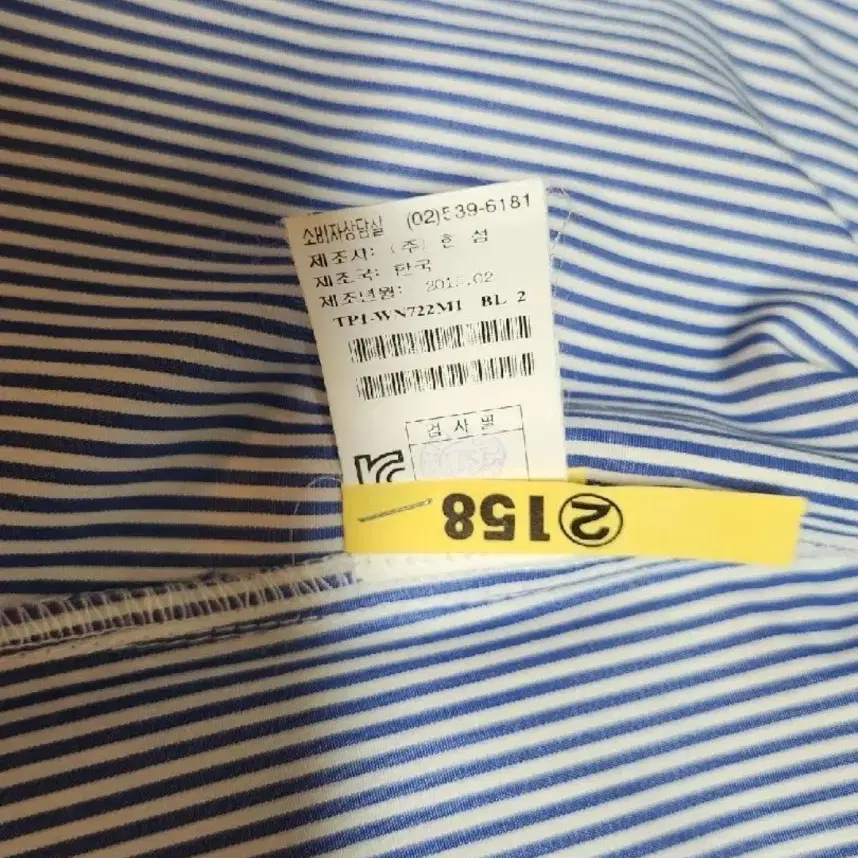 소비자상담실 (02)539-6181
제조사: (주) 한 섬
제조국: 한국
제조년월:
TP1-WN722M1 BL 2
검 사 필
②158